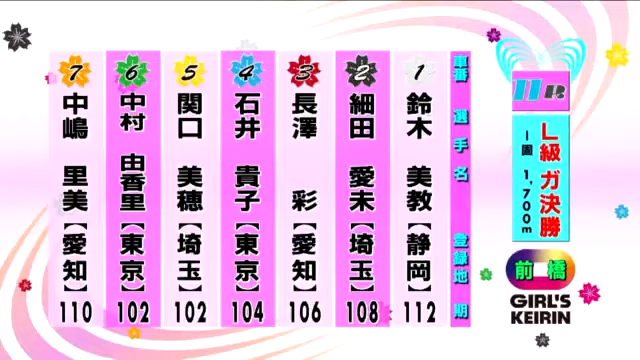 11R
L級 ガ決勝
一固 1,700m
前橋
GIRL'S
KEIRIN
車番 選手名 登録地 期
1 鈴木 美教【静岡】 112
2 細田 愛未【埼玉】 108
3 長澤 彩【愛知】 106
4 石井 貴子【東京】 104
5 関口 美穂【埼玉】 102
6 中村 由香里【東京】 102
7 中嶋 里美【愛知】 110